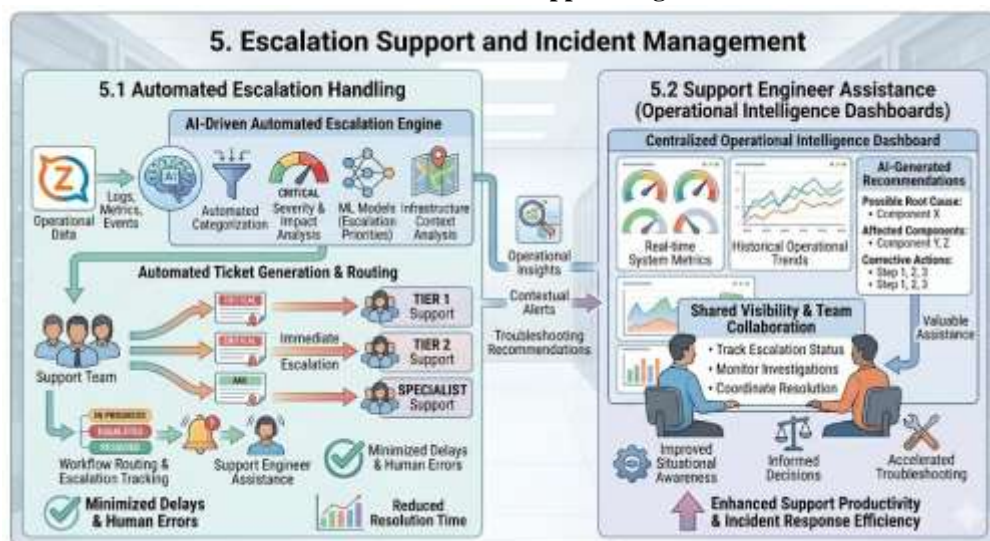 5. Escalation Support and Incident Management
5.1 Automated Escalation Handling
AI-Driven Automated Escalation Engine
Z
Operational
Data
Logs,
Metrics,
Events
AI
Automated
Categorization
CRITICAL
Severity &
Impact
Analysis
ML Models
(Escalation
Priorities)
Infrastructure
Context
Analysis
Automated Ticket Generation & Routing
Support Team
CRITICAL
CRITICAL
Immediate
Escalation
TIER 1
Support
TIER 2
Support
SPECIALIST
Support
IN PROGRESS
ESCALATED
Workflow Routing &
Escalation Tracking
Support Engineer
Assistance
Minimized Delays
& Human Errors
Minimized Delays
& Human Errors
Reduced
Resolution Time
Operational
Insights
Contextual
Alerts
Troubleshooting
Recommendations
5.2 Support Engineer Assistance
(Operational Intelligence Dashboards)
Centralized Operational Intelligence Dashboard
Real-time
System Metrics
Historical Operational
Trends
AI-Generated
Recommendations
Possible Root Cause:
• Component X
Affected Components:
• Component Y, Z
Corrective Actions:
• Step 1, 2, 3
• Step 1, 2, 3
Shared Visibility & Team
Collaboration
• Track Escalation Status
• Monitor Investigations
• Coordinate Resolution
Valuable
Assistance
Improved
Situational
Awareness
Informed
Decisions
Accelerated
Troubleshooting
Enhanced Support Productivity
& Incident Response Efficiency